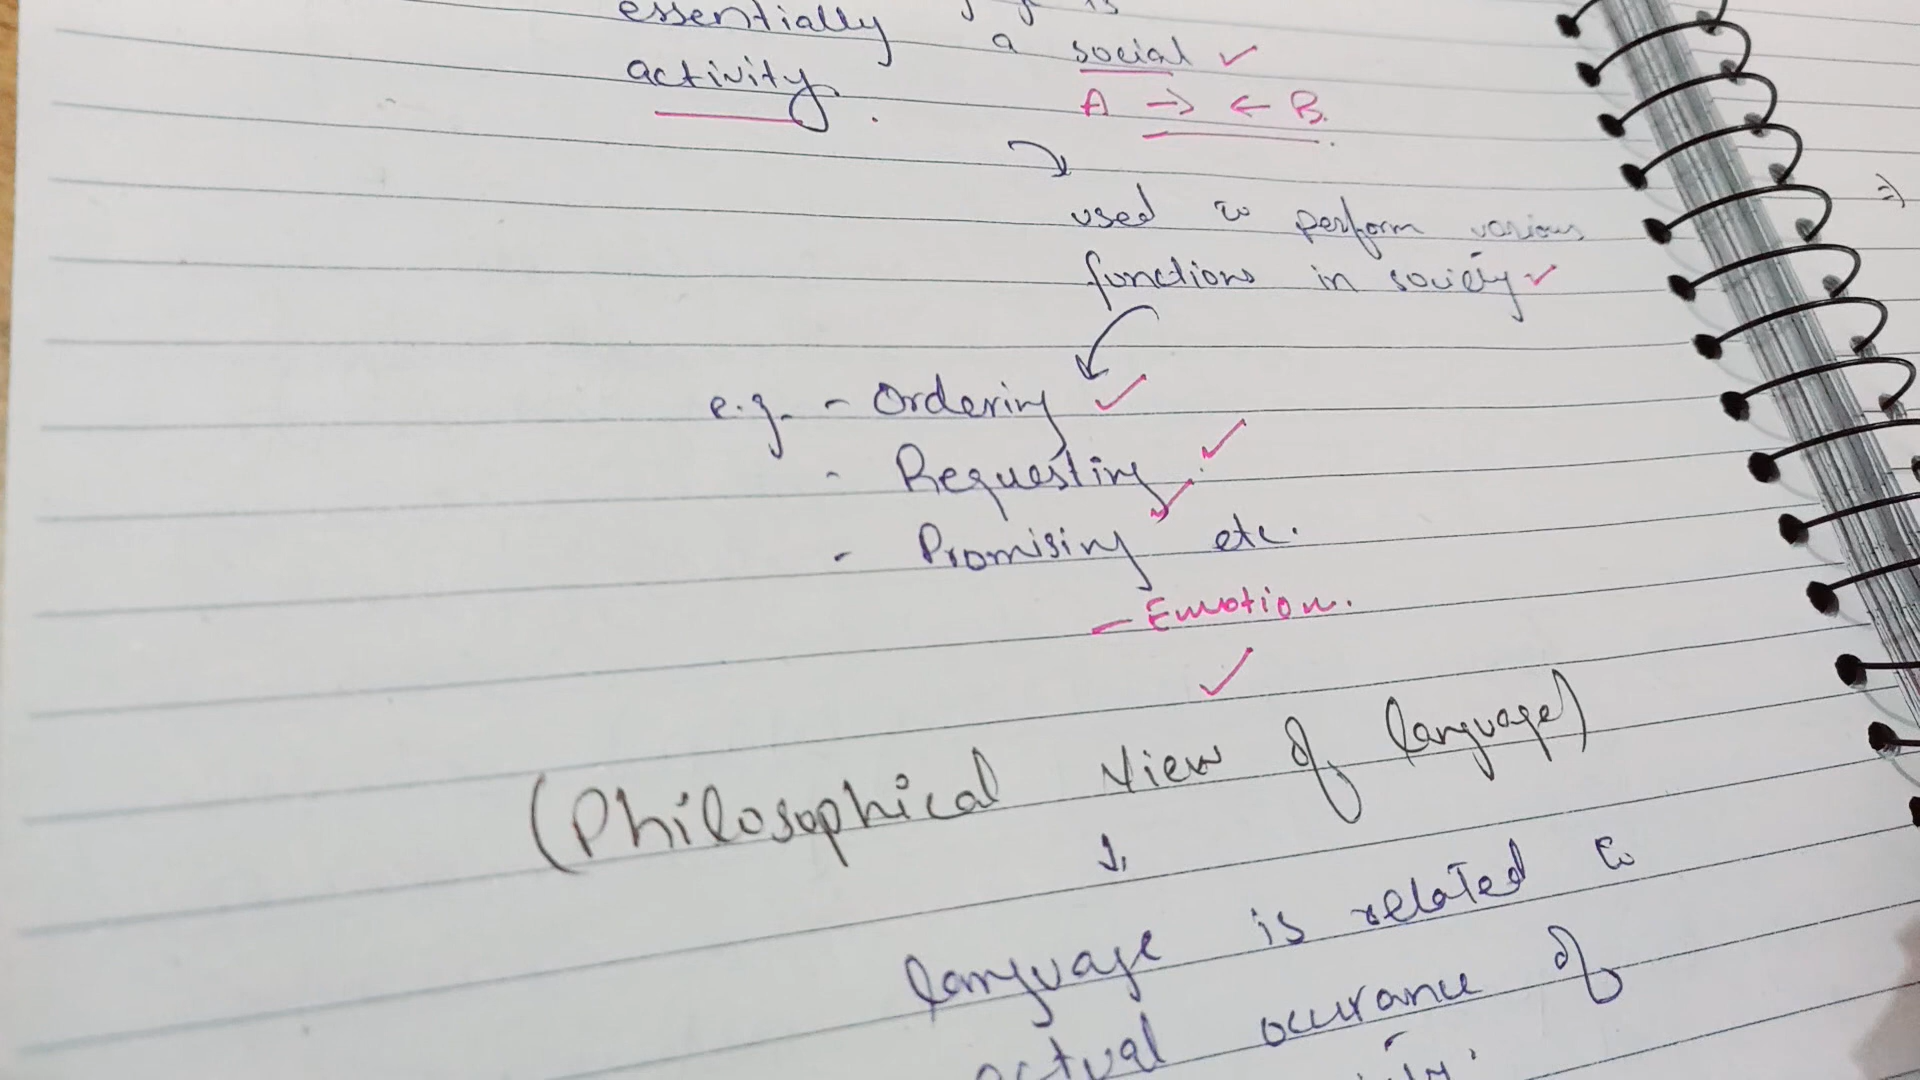 essentially a social ✓
activity.
A → ← B.
used to perform various
functions in society ✓
e.g. - Ordering ✓
- Requesting ✓
- Promising ✓ etc.
- Emotion.
✓
(Philosophical view of language)
↓
language is related to
actual occurance of